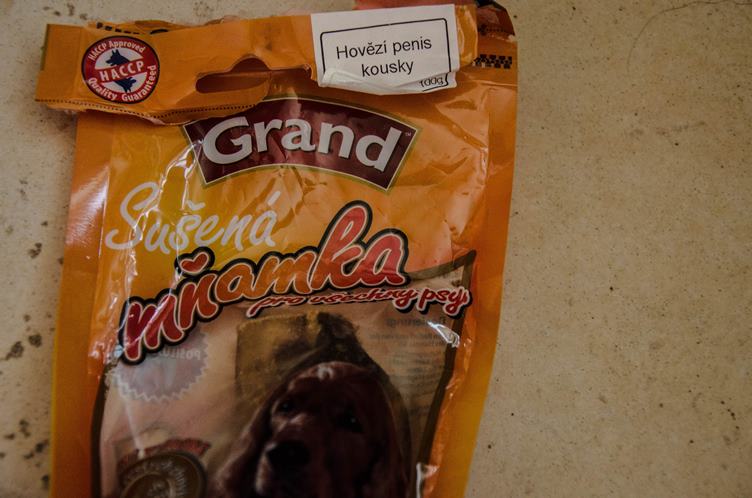 HACCP Approved
HACCP
Quality Guaranteed
Hovězí penis
kousky
100g
Grand
Sušená
mňamka
pro všechny psy